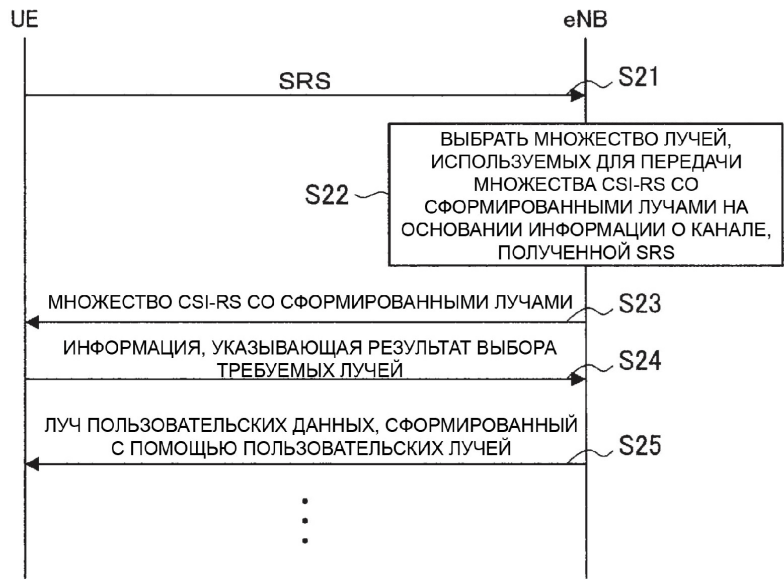 UE
eNB
SRS
S21
ВЫБРАТЬ МНОЖЕСТВО ЛУЧЕЙ,
ИСПОЛЬЗУЕМЫХ ДЛЯ ПЕРЕДАЧИ
МНОЖЕСТВА CSI-RS СО
СФОРМИРОВАННЫМИ ЛУЧАМИ НА
ОСНОВАНИИ ИНФОРМАЦИИ О КАНАЛЕ,
ПОЛУЧЕННОЙ SRS
S22
МНОЖЕСТВО CSI-RS СО СФОРМИРОВАННЫМИ ЛУЧАМИ
S23
ИНФОРМАЦИЯ, УКАЗЫВАЮЩАЯ РЕЗУЛЬТАТ ВЫБОРА
ТРЕБУЕМЫХ ЛУЧЕЙ
S24
ЛУЧ ПОЛЬЗОВАТЕЛЬСКИХ ДАННЫХ, СФОРМИРОВАННЫЙ
С ПОМОЩЬЮ ПОЛЬЗОВАТЕЛЬСКИХ ЛУЧЕЙ
S25